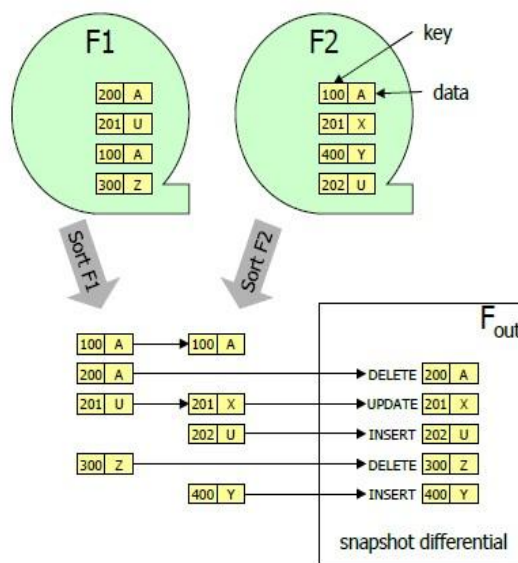 F1
F2
key
data
200 A
201 U
100 A
300 Z
100 A
201 X
400 Y
202 U
Sort F1
Sort F2
Fout
100 A 100 A
200 A DELETE 200 A
201 U 201 X UPDATE 201 X
202 U INSERT 202 U
300 Z DELETE 300 Z
400 Y INSERT 400 Y
snapshot differential